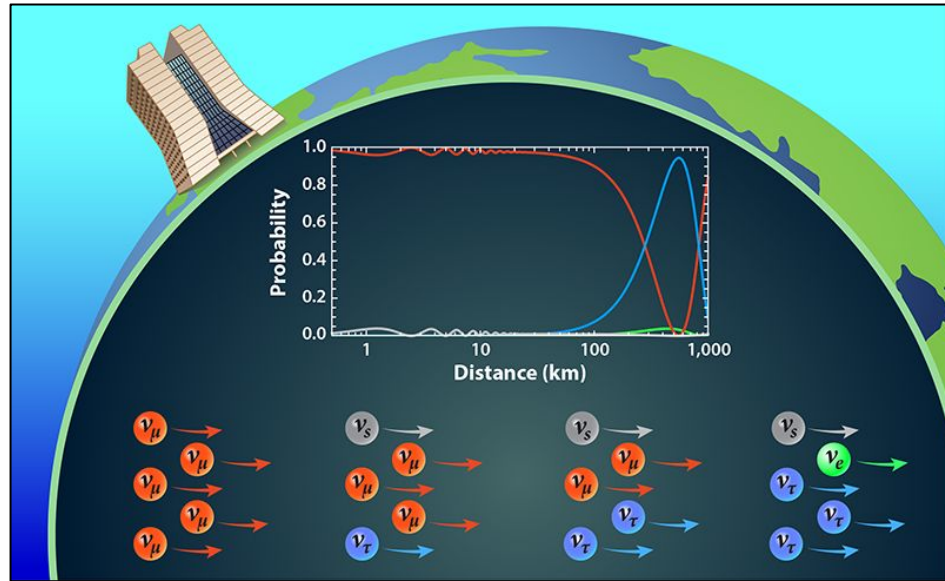 1.0
0.8
0.6
0.4
0.2
0.0
Probability
1 10 100 1,000
Distance (km)
νμ νs νs νs
νμ νμ νμ νe
νμ νμ νμ ντ
νμ νμ ντ ντ
νμ ντ ντ ντ